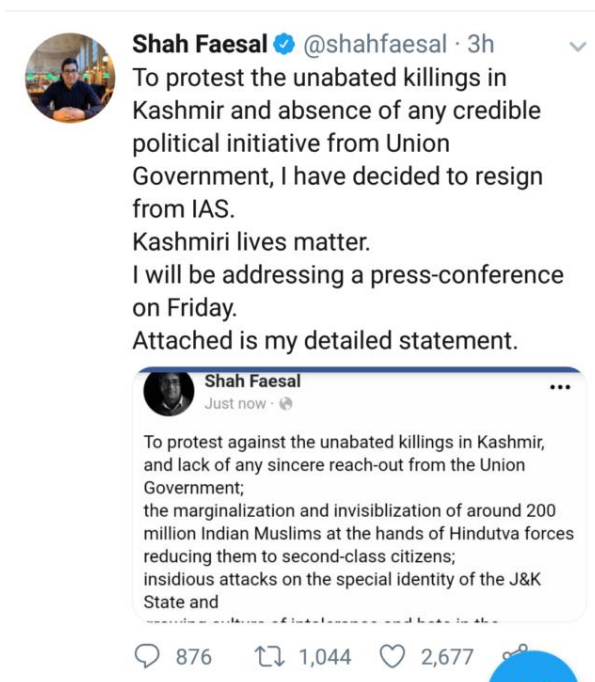 Shah Faesal @shahfaesal · 3h
To protest the unabated killings in
Kashmir and absence of any credible
political initiative from Union
Government, I have decided to resign
from IAS.
Kashmiri lives matter.
I will be addressing a press-conference
on Friday.
Attached is my detailed statement.
Shah Faesal
Just now ·
To protest against the unabated killings in Kashmir,
and lack of any sincere reach-out from the Union
Government;
the marginalization and invisiblization of around 200
million Indian Muslims at the hands of Hindutva forces
reducing them to second-class citizens;
insidious attacks on the special identity of the J&K
State and
876 1,044 2,677